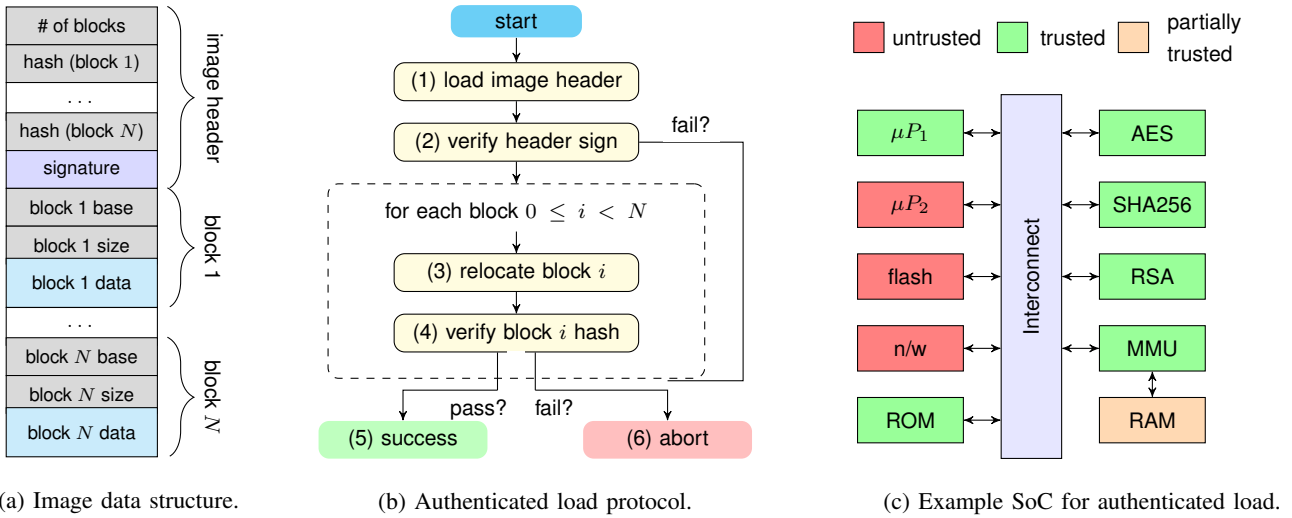 # of blocks
hash (block 1)
. . .
hash (block N)
signature
block 1 base
block 1 size
block 1 data
. . .
block N base
block N size
block N data
image header
block 1
block N
(a) Image data structure.
start
(1) load image header
(2) verify header sign
fail?
for each block 0 ≤ i < N
(3) relocate block i
(4) verify block i hash
pass?
fail?
(5) success
(6) abort
(b) Authenticated load protocol.
untrusted
trusted
partially
trusted
µP₁
µP₂
flash
n/w
ROM
Interconnect
AES
SHA256
RSA
MMU
RAM
(c) Example SoC for authenticated load.